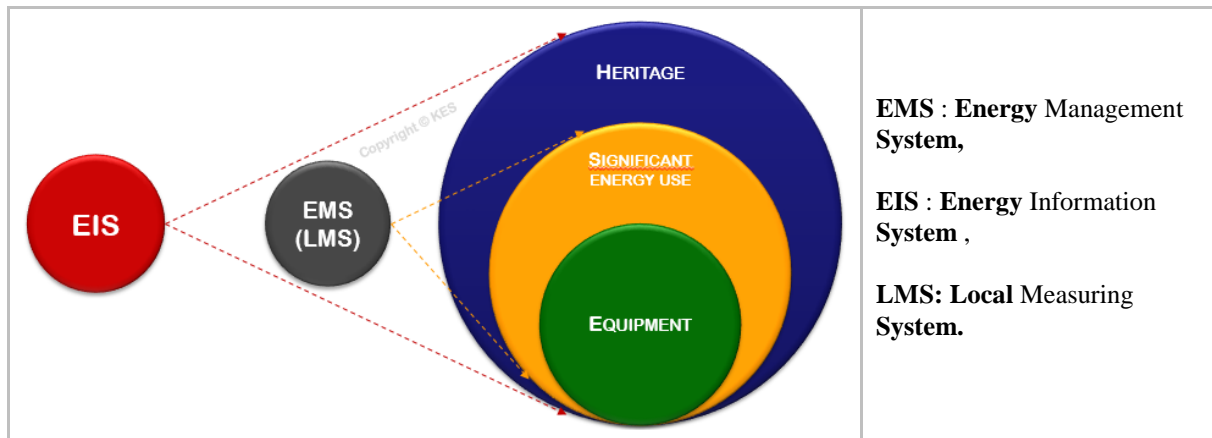 EIS
EMS
(LMS)
Copyright © KES
HERITAGE
SIGNIFICANT
ENERGY USE
EQUIPMENT
EMS : Energy Management
System,
EIS : Energy Information
System ,
LMS: Local Measuring
System.